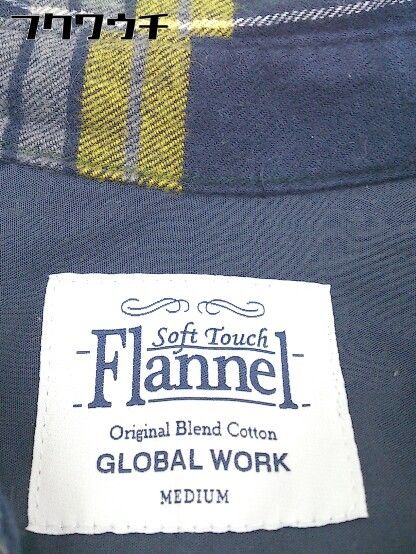 フクワウチ
Soft Touch
Flannel
Original Blend Cotton
GLOBAL WORK
MEDIUM